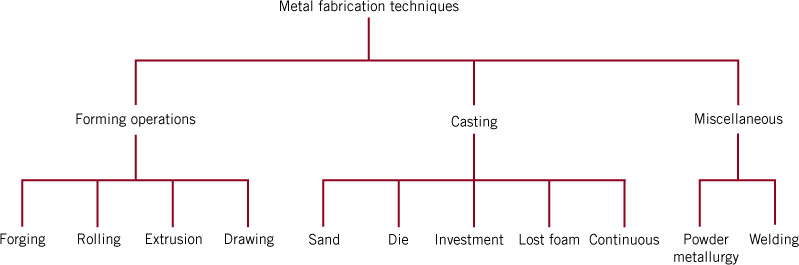 Metal fabrication techniques
Forming operations
Casting
Miscellaneous
Forging
Rolling
Extrusion
Drawing
Sand
Die
Investment
Lost foam
Continuous
Powder
metallurgy
Welding